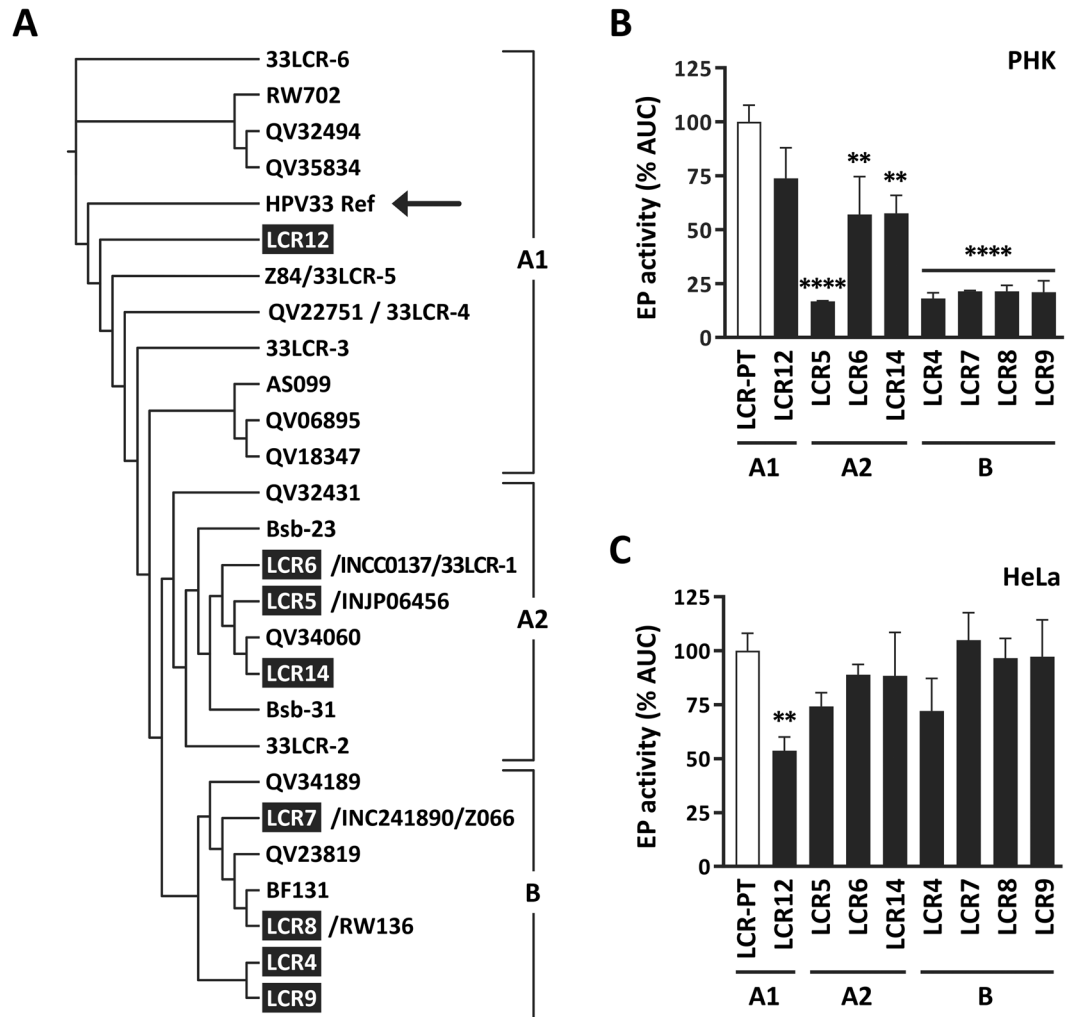 A
33LCR-6
RW702
QV32494
QV35834
HPV33 Ref
LCR12
Z84/33LCR-5
QV22751 / 33LCR-4
33LCR-3
AS099
QV06895
QV18347
A1
QV32431
Bsb-23
LCR6 /INCC0137/33LCR-1
LCR5 /INJP06456
QV34060
LCR14
Bsb-31
33LCR-2
A2
QV34189
LCR7 /INC241890/Z066
QV23819
BF131
LCR8 /RW136
LCR4
LCR9
B
B
PHK
EP activity (% AUC)
125
100
75
50
25
0
**** ** ** ****
LCR-PT LCR12 LCR5 LCR6 LCR14 LCR4 LCR7 LCR8 LCR9
A1 A2 B
C
HeLa
EP activity (% AUC)
125
100
75
50
25
0
**
LCR-PT LCR12 LCR5 LCR6 LCR14 LCR4 LCR7 LCR8 LCR9
A1 A2 B